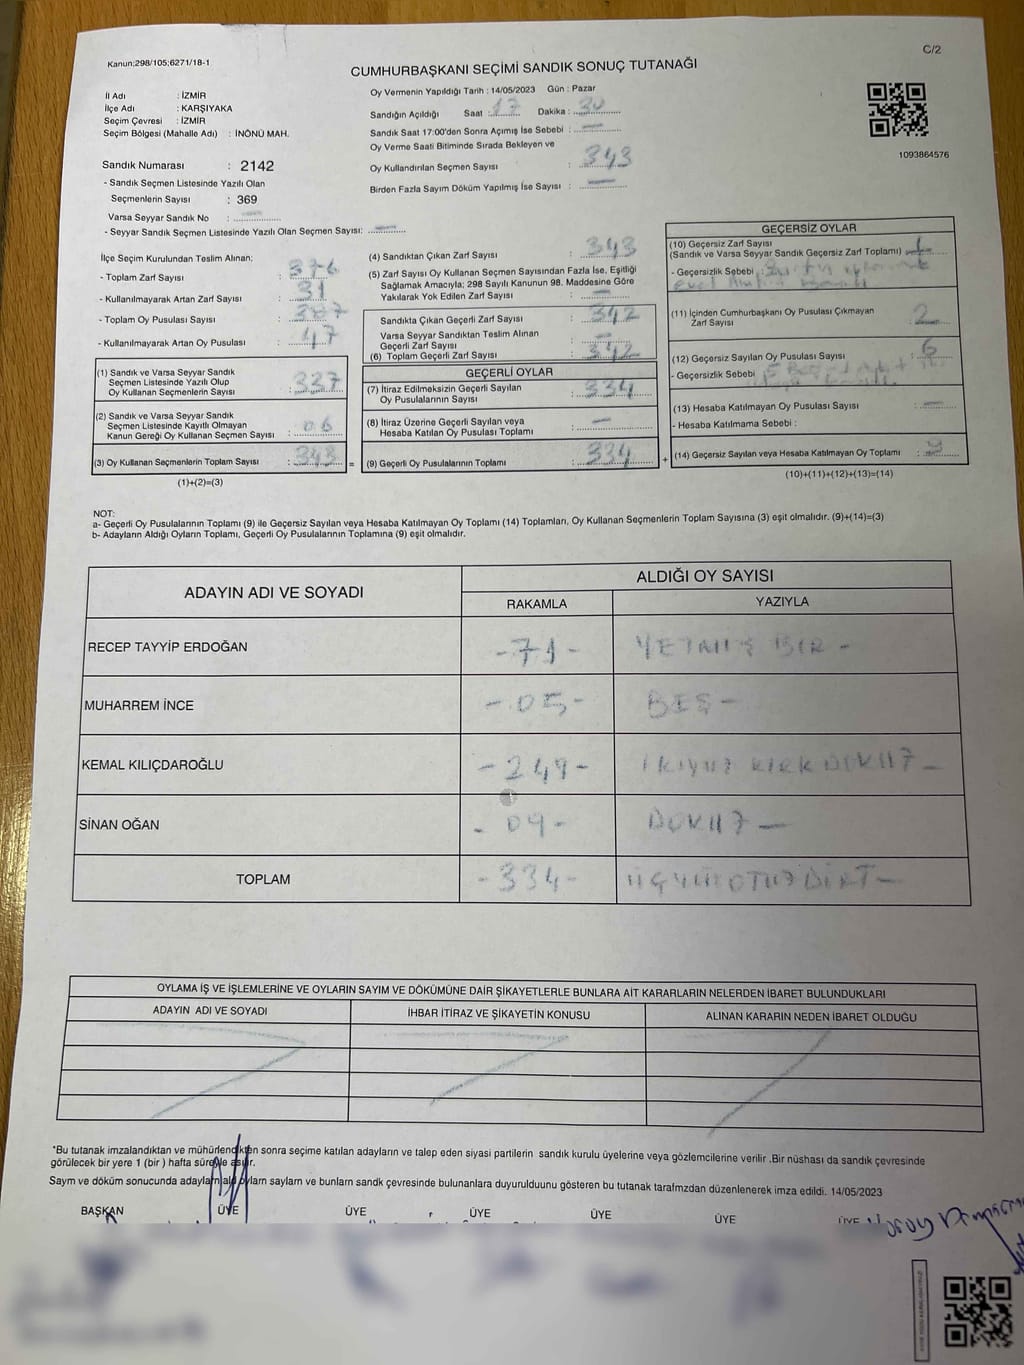 Kanun:298/105;6271/18-1
C/2
CUMHURBAŞKANI SEÇİMİ SANDIK SONUÇ TUTANAĞI
İl Adı : İZMİR
İlçe Adı : KARŞIYAKA
Seçim Çevresi : İZMİR
Seçim Bölgesi (Mahalle Adı) : İNÖNÜ MAH.
Sandık Numarası : 2142
- Sandık Seçmen Listesinde Yazılı Olan
Seçmenlerin Sayısı : 369
Varsa Seyyar Sandık No : —
- Seyyar Sandık Seçmen Listesinde Yazılı Olan Seçmen Sayısı: —
Oy Vermenin Yapıldığı Tarih : 14/05/2023 Gün : Pazar
Sandığın Açıldığı Saat : 17 Dakika : 30
Sandık Saat 17:00'den Sonra Açımış İse Sebebi : —
Oy Verme Saati Bitiminde Sırada Bekleyen ve
Oy Kullandırılan Seçmen Sayısı : 343
Birden Fazla Sayım Döküm Yapılmış İse Sayısı : —
1093864576
İlçe Seçim Kurulundan Teslim Alınan:
- Toplam Zarf Sayısı : 376
- Kullanılmayarak Artan Zarf Sayısı : 31
- Toplam Oy Pusulası Sayısı : 387
- Kullanılmayarak Artan Oy Pusulası : 47
(1) Sandık ve Varsa Seyyar Sandık
Seçmen Listesinde Yazılı Olup
Oy Kullanan Seçmenlerin Sayısı : 337
(2) Sandık ve Varsa Seyyar Sandık
Seçmen Listesinde Kayıtlı Olmayan
Kanun Gereği Oy Kullanan Seçmen Sayısı : 06
(3) Oy Kullanan Seçmenlerin Toplam Sayısı : 343 =
(1)+(2)=(3)
(4) Sandıktan Çıkan Zarf Sayısı : 343
(5) Zarf Sayısı Oy Kullanan Seçmen Sayısından Fazla İse, Eşitliği
Sağlamak Amacıyla; 298 Sayılı Kanunun 98. Maddesine Göre
Yakılarak Yok Edilen Zarf Sayısı : —
Sandıkta Çıkan Geçerli Zarf Sayısı : 342
Varsa Seyyar Sandıktan Teslim Alınan
Geçerli Zarf Sayısı : —
(6) Toplam Geçerli Zarf Sayısı : 342
GEÇERLİ OYLAR
(7) İtiraz Edilmeksizin Geçerli Sayılan
Oy Pusulalarının Sayısı : 334
(8) İtiraz Üzerine Geçerli Sayılan veya
Hesaba Katılan Oy Pusulası Toplamı : —
(9) Geçerli Oy Pusulalarının Toplamı : 334 +
GEÇERSİZ OYLAR
(10) Geçersiz Zarf Sayısı
(Sandık ve Varsa Seyyar Sandık Geçersiz Zarf Toplamı) : 1
- Geçersizlik Sebebi :
(11) İçinden Cumhurbaşkanı Oy Pusulası Çıkmayan
Zarf Sayısı : 2
(12) Geçersiz Sayılan Oy Pusulası Sayısı : 6
- Geçersizlik Sebebi :
(13) Hesaba Katılmayan Oy Pusulası Sayısı : —
- Hesaba Katılmama Sebebi :
(14) Geçersiz Sayılan veya Hesaba Katılmayan Oy Toplamı : 9
(10)+(11)+(12)+(13)=(14)
NOT:
a- Geçerli Oy Pusulalarının Toplamı (9) ile Geçersiz Sayılan veya Hesaba Katılmayan Oy Toplamı (14) Toplamları, Oy Kullanan Seçmenlerin Toplam Sayısına (3) eşit olmalıdır. (9)+(14)=(3)
b- Adayların Aldığı Oyların Toplamı, Geçerli Oy Pusulalarının Toplamına (9) eşit olmalıdır.
ADAYIN ADI VE SOYADI ALDIĞI OY SAYISI
RAKAMLA YAZIYLA
RECEP TAYYİP ERDOĞAN -71- YETMİŞ BİR -
MUHARREM İNCE -05- BEŞ -
KEMAL KILIÇDAROĞLU -249- İKİYÜZ KIRK DOKUZ -
SİNAN OĞAN -09- DOKUZ -
TOPLAM -334- ÜÇYÜZ OTUZ DÖRT -
OYLAMA İŞ VE İŞLEMLERİNE VE OYLARIN SAYIM VE DÖKÜMÜNE DAİR ŞİKAYETLERLE BUNLARA AİT KARARLARIN NELERDEN İBARET BULUNDUKLARI
ADAYIN ADI VE SOYADI İHBAR İTİRAZ VE ŞİKAYETİN KONUSU ALINAN KARARIN NEDEN İBARET OLDUĞU
*Bu tutanak imzalandıktan ve mühürlendikten sonra seçime katılan adayların ve talep eden siyasi partilerin sandık kurulu üyelerine veya gözlemcilerine verilir .Bir nüshası da sandık çevresinde
görülecek bir yere 1 (bir ) hafta süreyle asılır.
Sayım ve döküm sonucunda adayların aldı oyların sayların ve bunların sandık çevresinde bulunanlara duyurulduunu gösteren bu tutanak tarafmzdan düzenlenerek imza edildi. 14/05/2023
BAŞKAN ÜYE ÜYE ÜYE ÜYE ÜYE ÜYE